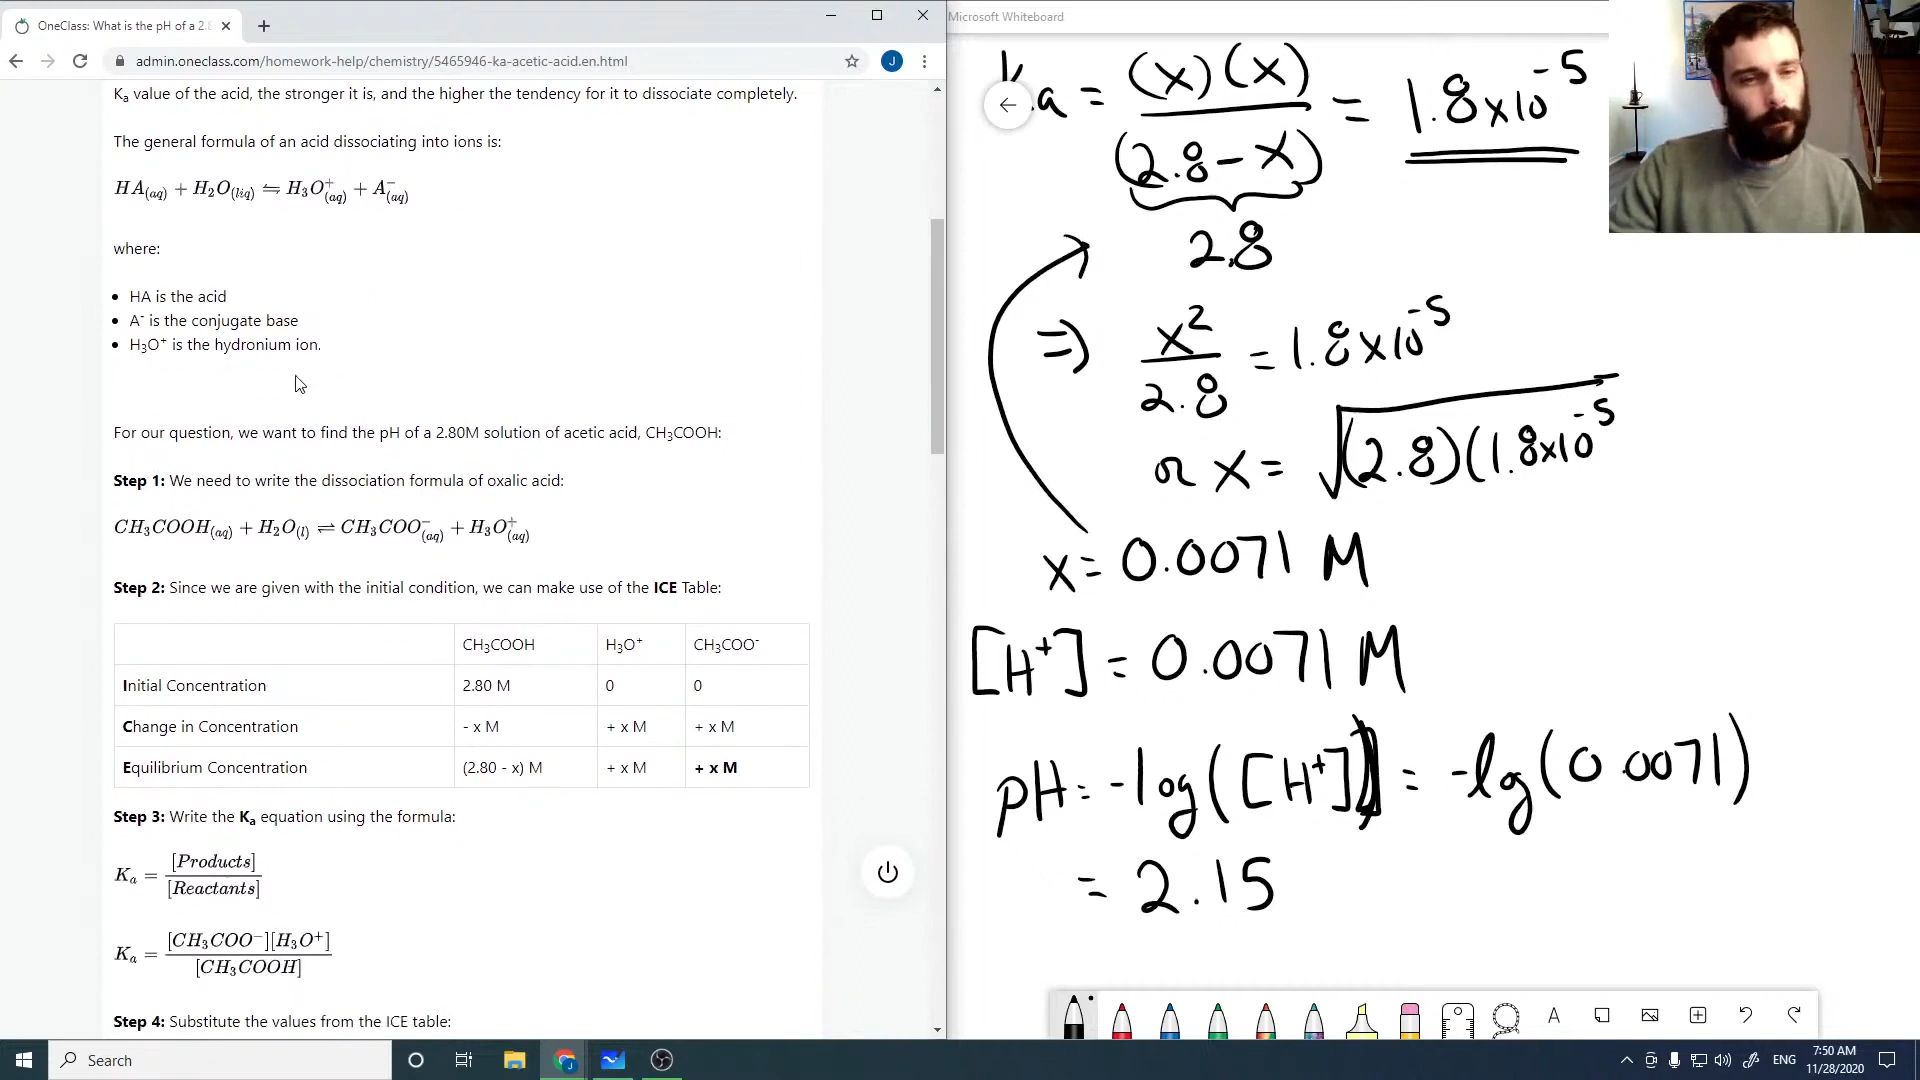 OneClass: What is the pH of a 2.8
admin.oneclass.com/homework-help/chemistry/5465946-ka-acetic-acid.en.html
J
Kₐ value of the acid, the stronger it is, and the higher the tendency for it to dissociate completely.
The general formula of an acid dissociating into ions is:
HA(aq) + H₂O(liq) ⇋ H₃O⁺(aq) + A⁻(aq)
where:
• HA is the acid
• A⁻ is the conjugate base
• H₃O⁺ is the hydronium ion.
For our question, we want to find the pH of a 2.80M solution of acetic acid, CH₃COOH:
Step 1: We need to write the dissociation formula of oxalic acid:
CH₃COOH(aq) + H₂O(l) ⇌ CH₃COO⁻(aq) + H₃O⁺(aq)
Step 2: Since we are given with the initial condition, we can make use of the ICE Table:
CH₃COOH H₃O⁺ CH₃COO⁻
Initial Concentration 2.80 M 0 0
Change in Concentration - x M + x M + x M
Equilibrium Concentration (2.80 - x) M + x M + x M
Step 3: Write the Kₐ equation using the formula:
Kₐ = [Products] / [Reactants]
Kₐ = [CH₃COO⁻][H₃O⁺] / [CH₃COOH]
Step 4: Substitute the values from the ICE table:
Microsoft Whiteboard
Ka = (x)(x) / (2.8 - x) = 1.8x10⁻⁵
2.8
⇒ x² / 2.8 = 1.8x10⁻⁵
or x = √(2.8)(1.8x10⁻⁵
x = 0.0071 M
[H⁺] = 0.0071 M
pH = -log([H⁺]) = -log(0.0071)
= 2.15
A
Search
ENG
7:50 AM
11/28/2020